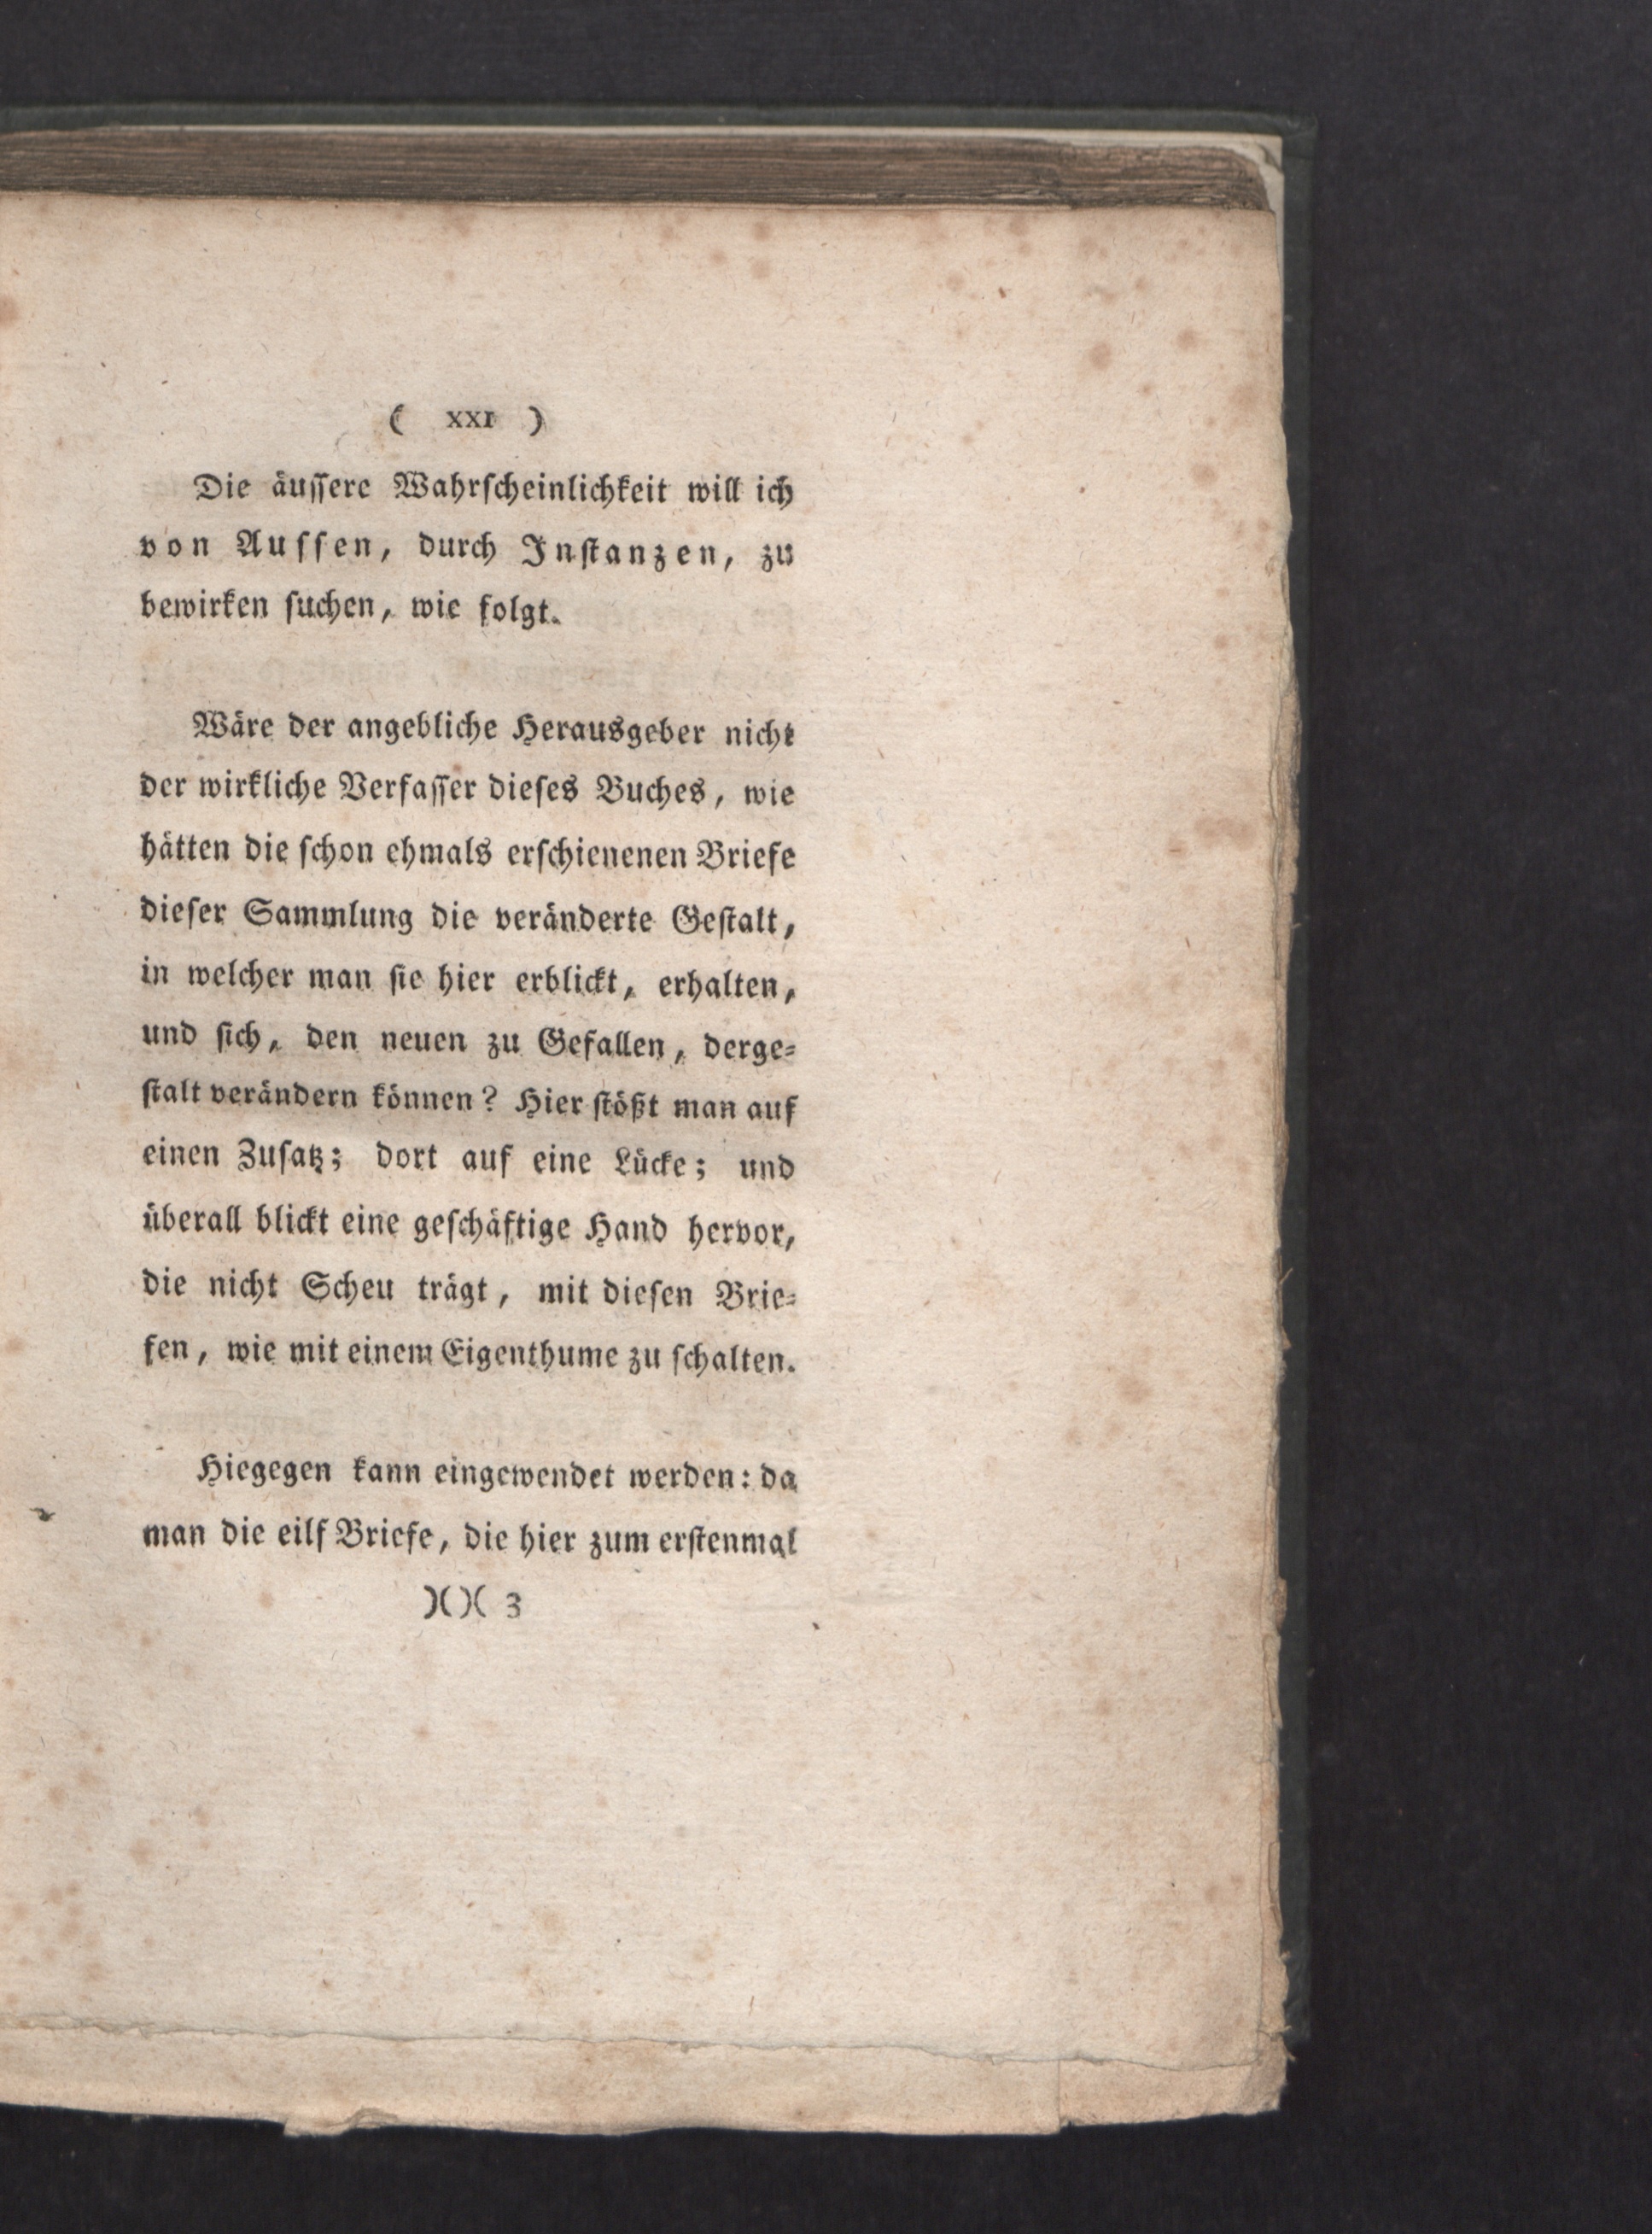 ( XXI )
Die äuſſere Wahrſcheinlichkeit will ich
von Auſſen, durch Inſtanzen, zu
bewirken ſuchen, wie folgt.
Wäre der angebliche Herausgeber nicht
der wirkliche Verfaſſer dieſes Buches, wie
hätten die ſchon ehmals erſchienenen Briefe
dieſer Sammlung die veränderte Geſtalt,
in welcher man ſie hier erblickt, erhalten,
und ſich, den neuen zu Gefallen, derge-
ſtalt verändern können? Hier ſtößt man auf
einen Zuſatz; dort auf eine Lücke; und
überall blickt eine geſchäftige Hand hervor,
die nicht Scheu trägt, mit dieſen Brie-
fen, wie mit einem Eigenthume zu ſchalten.
Hiegegen kann eingewendet werden: da
man die eilf Briefe, die hier zum erſtenmal
)()( 3